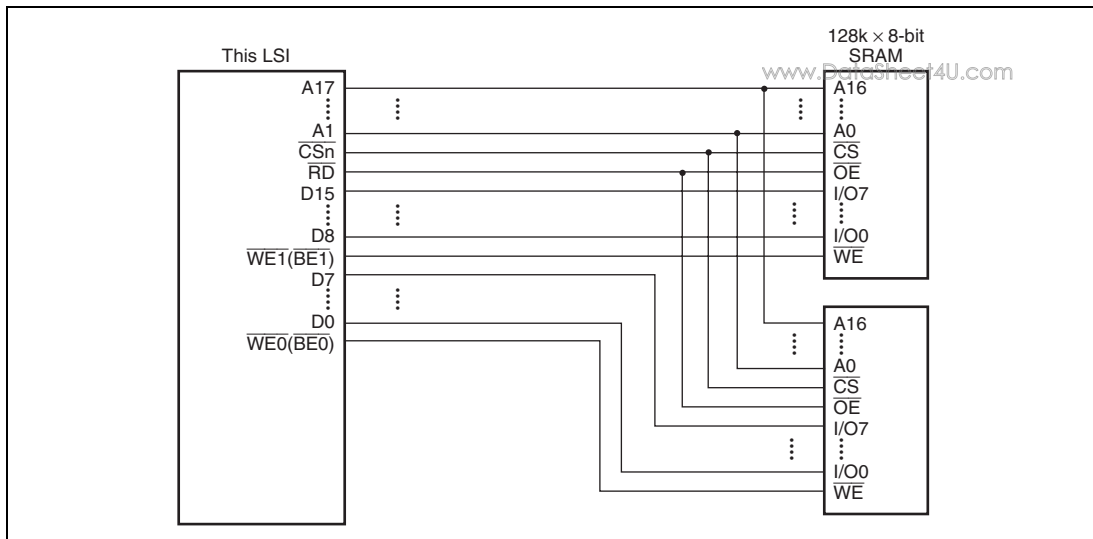 This LSI
A17
A1
CSn
RD
D15
D8
WE1(BE1)
D7
D0
WE0(BE0)
128k × 8-bit
SRAM
www.DataSheet4U.com
A16
A0
CS
OE
I/O7
I/O0
WE
A16
A0
CS
OE
I/O7
I/O0
WE